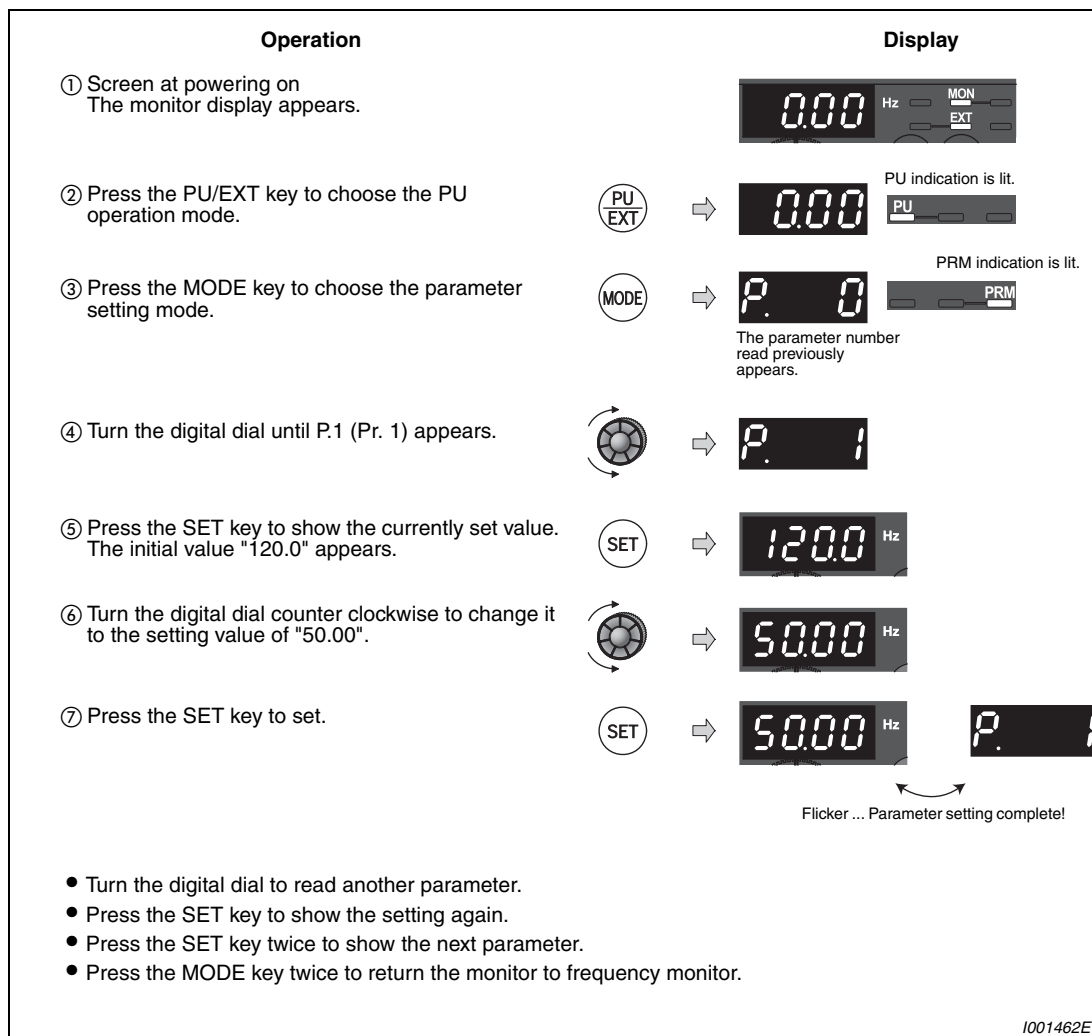 Operation
Display
① Screen at powering on
The monitor display appears.
0.00 Hz MON
EXT
② Press the PU/EXT key to choose the PU
operation mode.
PU
EXT
0.00
PU indication is lit.
PU
③ Press the MODE key to choose the parameter
setting mode.
MODE
P. 0
PRM indication is lit.
PRM
The parameter number
read previously
appears.
④ Turn the digital dial until P.1 (Pr. 1) appears.
P. 1
⑤ Press the SET key to show the currently set value.
The initial value "120.0" appears.
SET
120.0 Hz
⑥ Turn the digital dial counter clockwise to change it
to the setting value of "50.00".
50.00 Hz
⑦ Press the SET key to set.
SET
50.00 Hz
P. 1
Flicker ... Parameter setting complete!
● Turn the digital dial to read another parameter.
● Press the SET key to show the setting again.
● Press the SET key twice to show the next parameter.
● Press the MODE key twice to return the monitor to frequency monitor.
I001462E